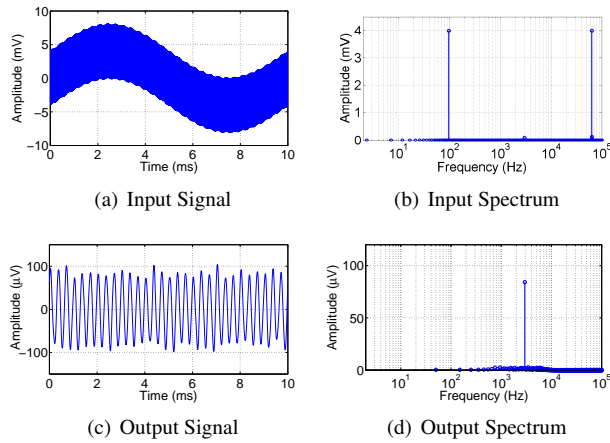 10
5
0
−5
−10
Amplitude (mV)
0 2 4 6 8 10
Time (ms)
(a) Input Signal
4
3
2
1
0
Amplitude (mV)
10^1 10^2 10^3 10^4 10^5
Frequency (Hz)
(b) Input Spectrum
100
0
−100
Amplitude (µV)
0 2 4 6 8 10
Time (ms)
(c) Output Signal
100
50
0
Amplitude (µV)
10^1 10^2 10^3 10^4 10^5
Frequency (Hz)
(d) Output Spectrum